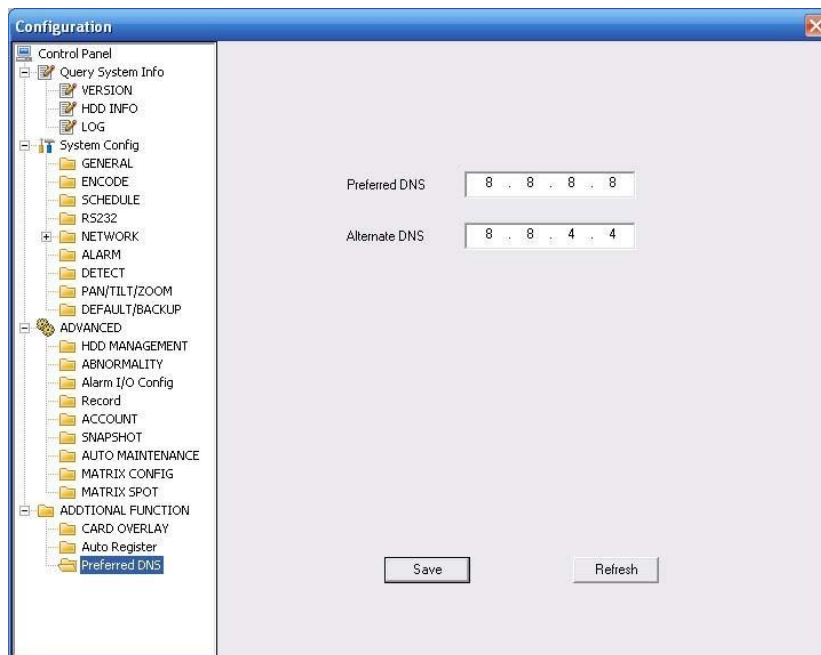 Configuration
Control Panel
Query System Info
VERSION
HDD INFO
LOG
System Config
GENERAL
ENCODE
SCHEDULE
RS232
NETWORK
ALARM
DETECT
PAN/TILT/ZOOM
DEFAULT/BACKUP
ADVANCED
HDD MANAGEMENT
ABNORMALITY
Alarm I/O Config
Record
ACCOUNT
SNAPSHOT
AUTO MAINTENANCE
MATRIX CONFIG
MATRIX SPOT
ADDTIONAL FUNCTION
CARD OVERLAY
Auto Register
Preferred DNS
Preferred DNS 8 . 8 . 8 . 8
Alternate DNS 8 . 8 . 4 . 4
Save Refresh